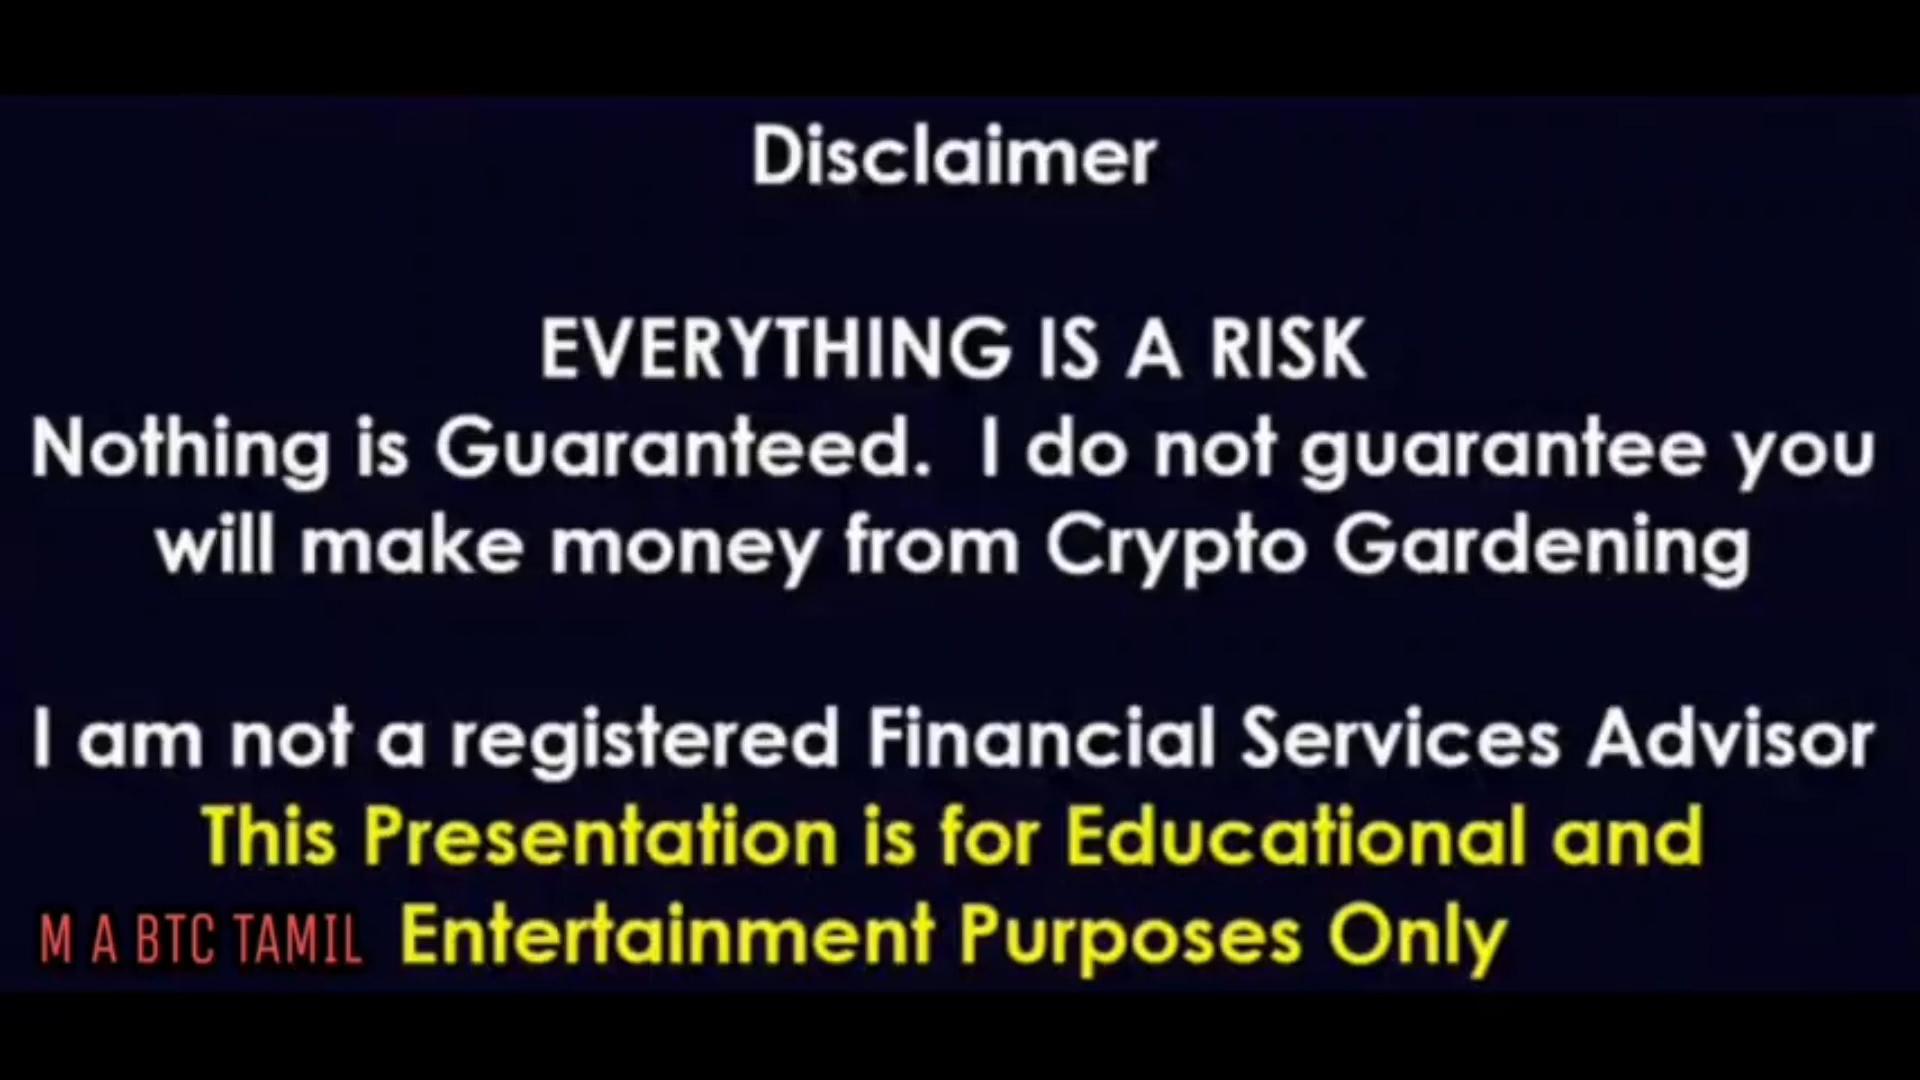 Disclaimer
EVERYTHING IS A RISK
Nothing is Guaranteed. I do not guarantee you
will make money from Crypto Gardening
I am not a registered Financial Services Advisor
This Presentation is for Educational and
Entertainment Purposes Only
M A BTC TAMIL